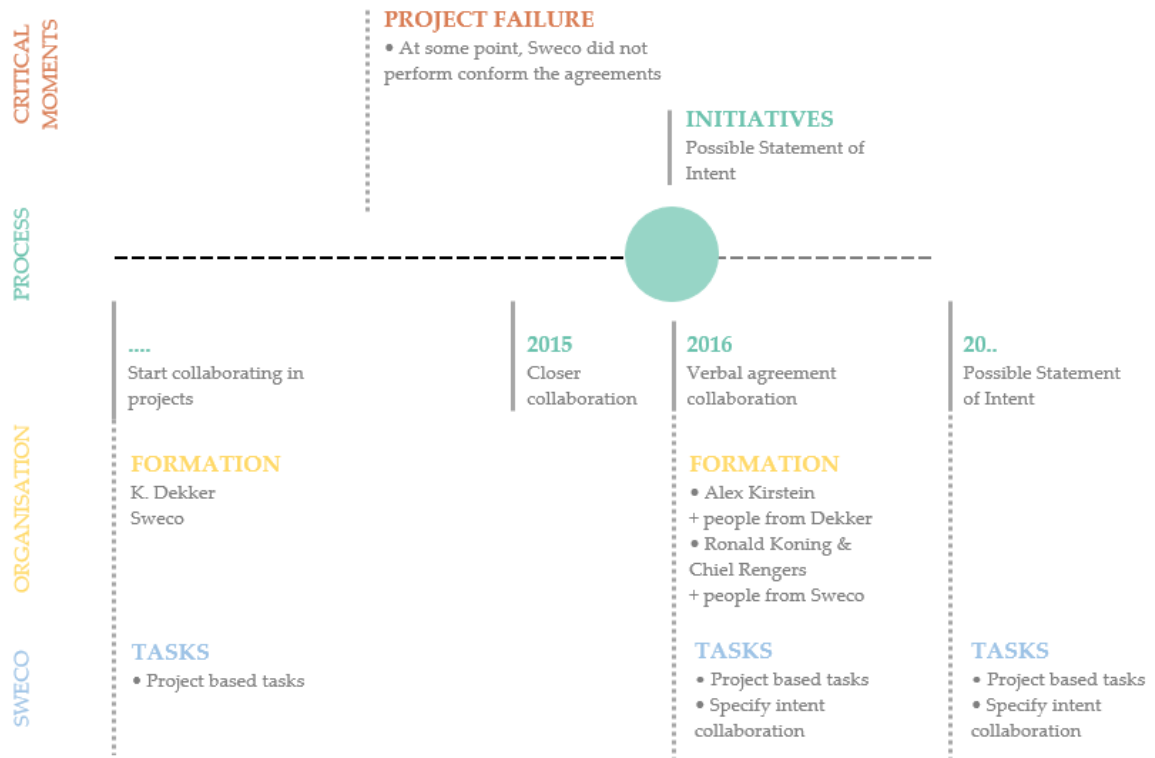 CRITICAL
MOMENTS
PROJECT FAILURE
• At some point, Sweco did not
perform conform the agreements
INITIATIVES
Possible Statement of
Intent
PROCESS
....
Start collaborating in
projects
2015
Closer
collaboration
2016
Verbal agreement
collaboration
20..
Possible Statement
of Intent
ORGANISATION
FORMATION
K. Dekker
Sweco
FORMATION
• Alex Kirstein
+ people from Dekker
• Ronald Koning &
Chiel Rengers
+ people from Sweco
SWECO
TASKS
• Project based tasks
TASKS
• Project based tasks
• Specify intent
collaboration
TASKS
• Project based tasks
• Specify intent
collaboration